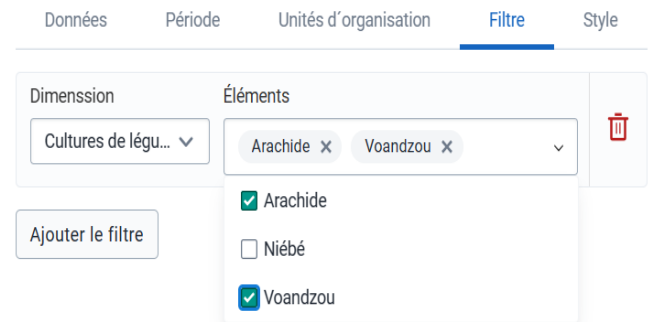 Données Période Unités d´organisation Filtre Style
Dimenssion Éléments
Cultures de légu... Arachide Voandzou
Arachide
Ajouter le filtre Niébé
Voandzou